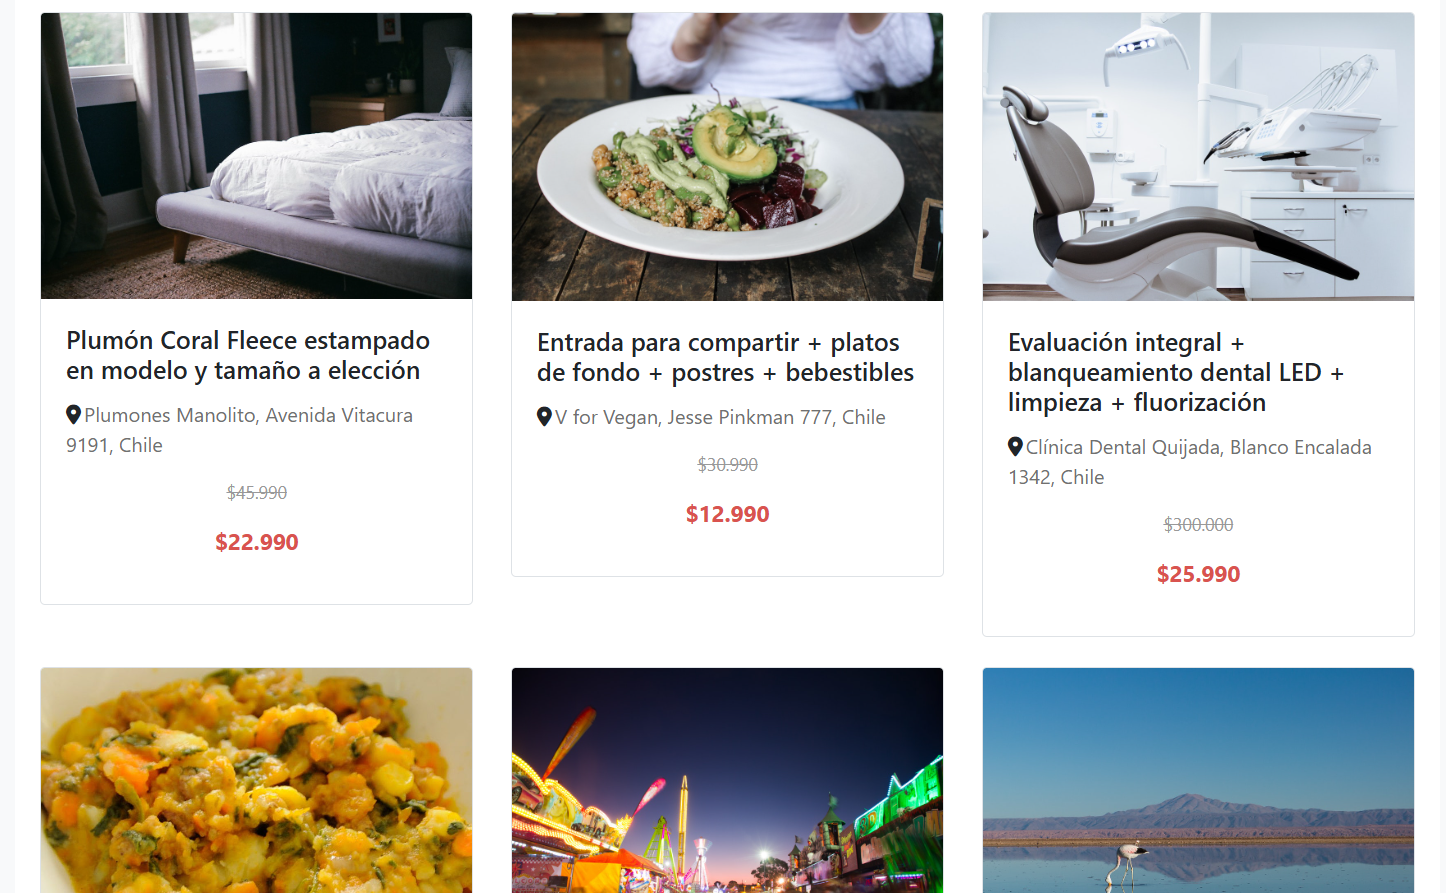 Plumón Coral Fleece estampado
en modelo y tamaño a elección
Plumones Manolito, Avenida Vitacura
9191, Chile
$45.990
$22.990
Entrada para compartir + platos
de fondo + postres + bebestibles
V for Vegan, Jesse Pinkman 777, Chile
$30.990
$12.990
Evaluación integral +
blanqueamiento dental LED +
limpieza + fluorización
Clínica Dental Quijada, Blanco Encalada
1342, Chile
$300.000
$25.990